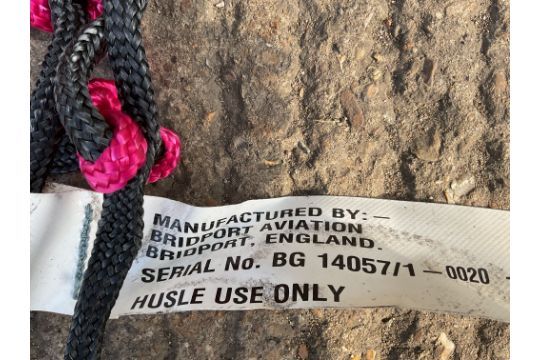 MANUFACTURED BY:-
BRIDPORT AVIATION
BRIDPORT, ENGLAND.
SERIAL No. BG 14057/1-0020 -
HUSLE USE ONLY